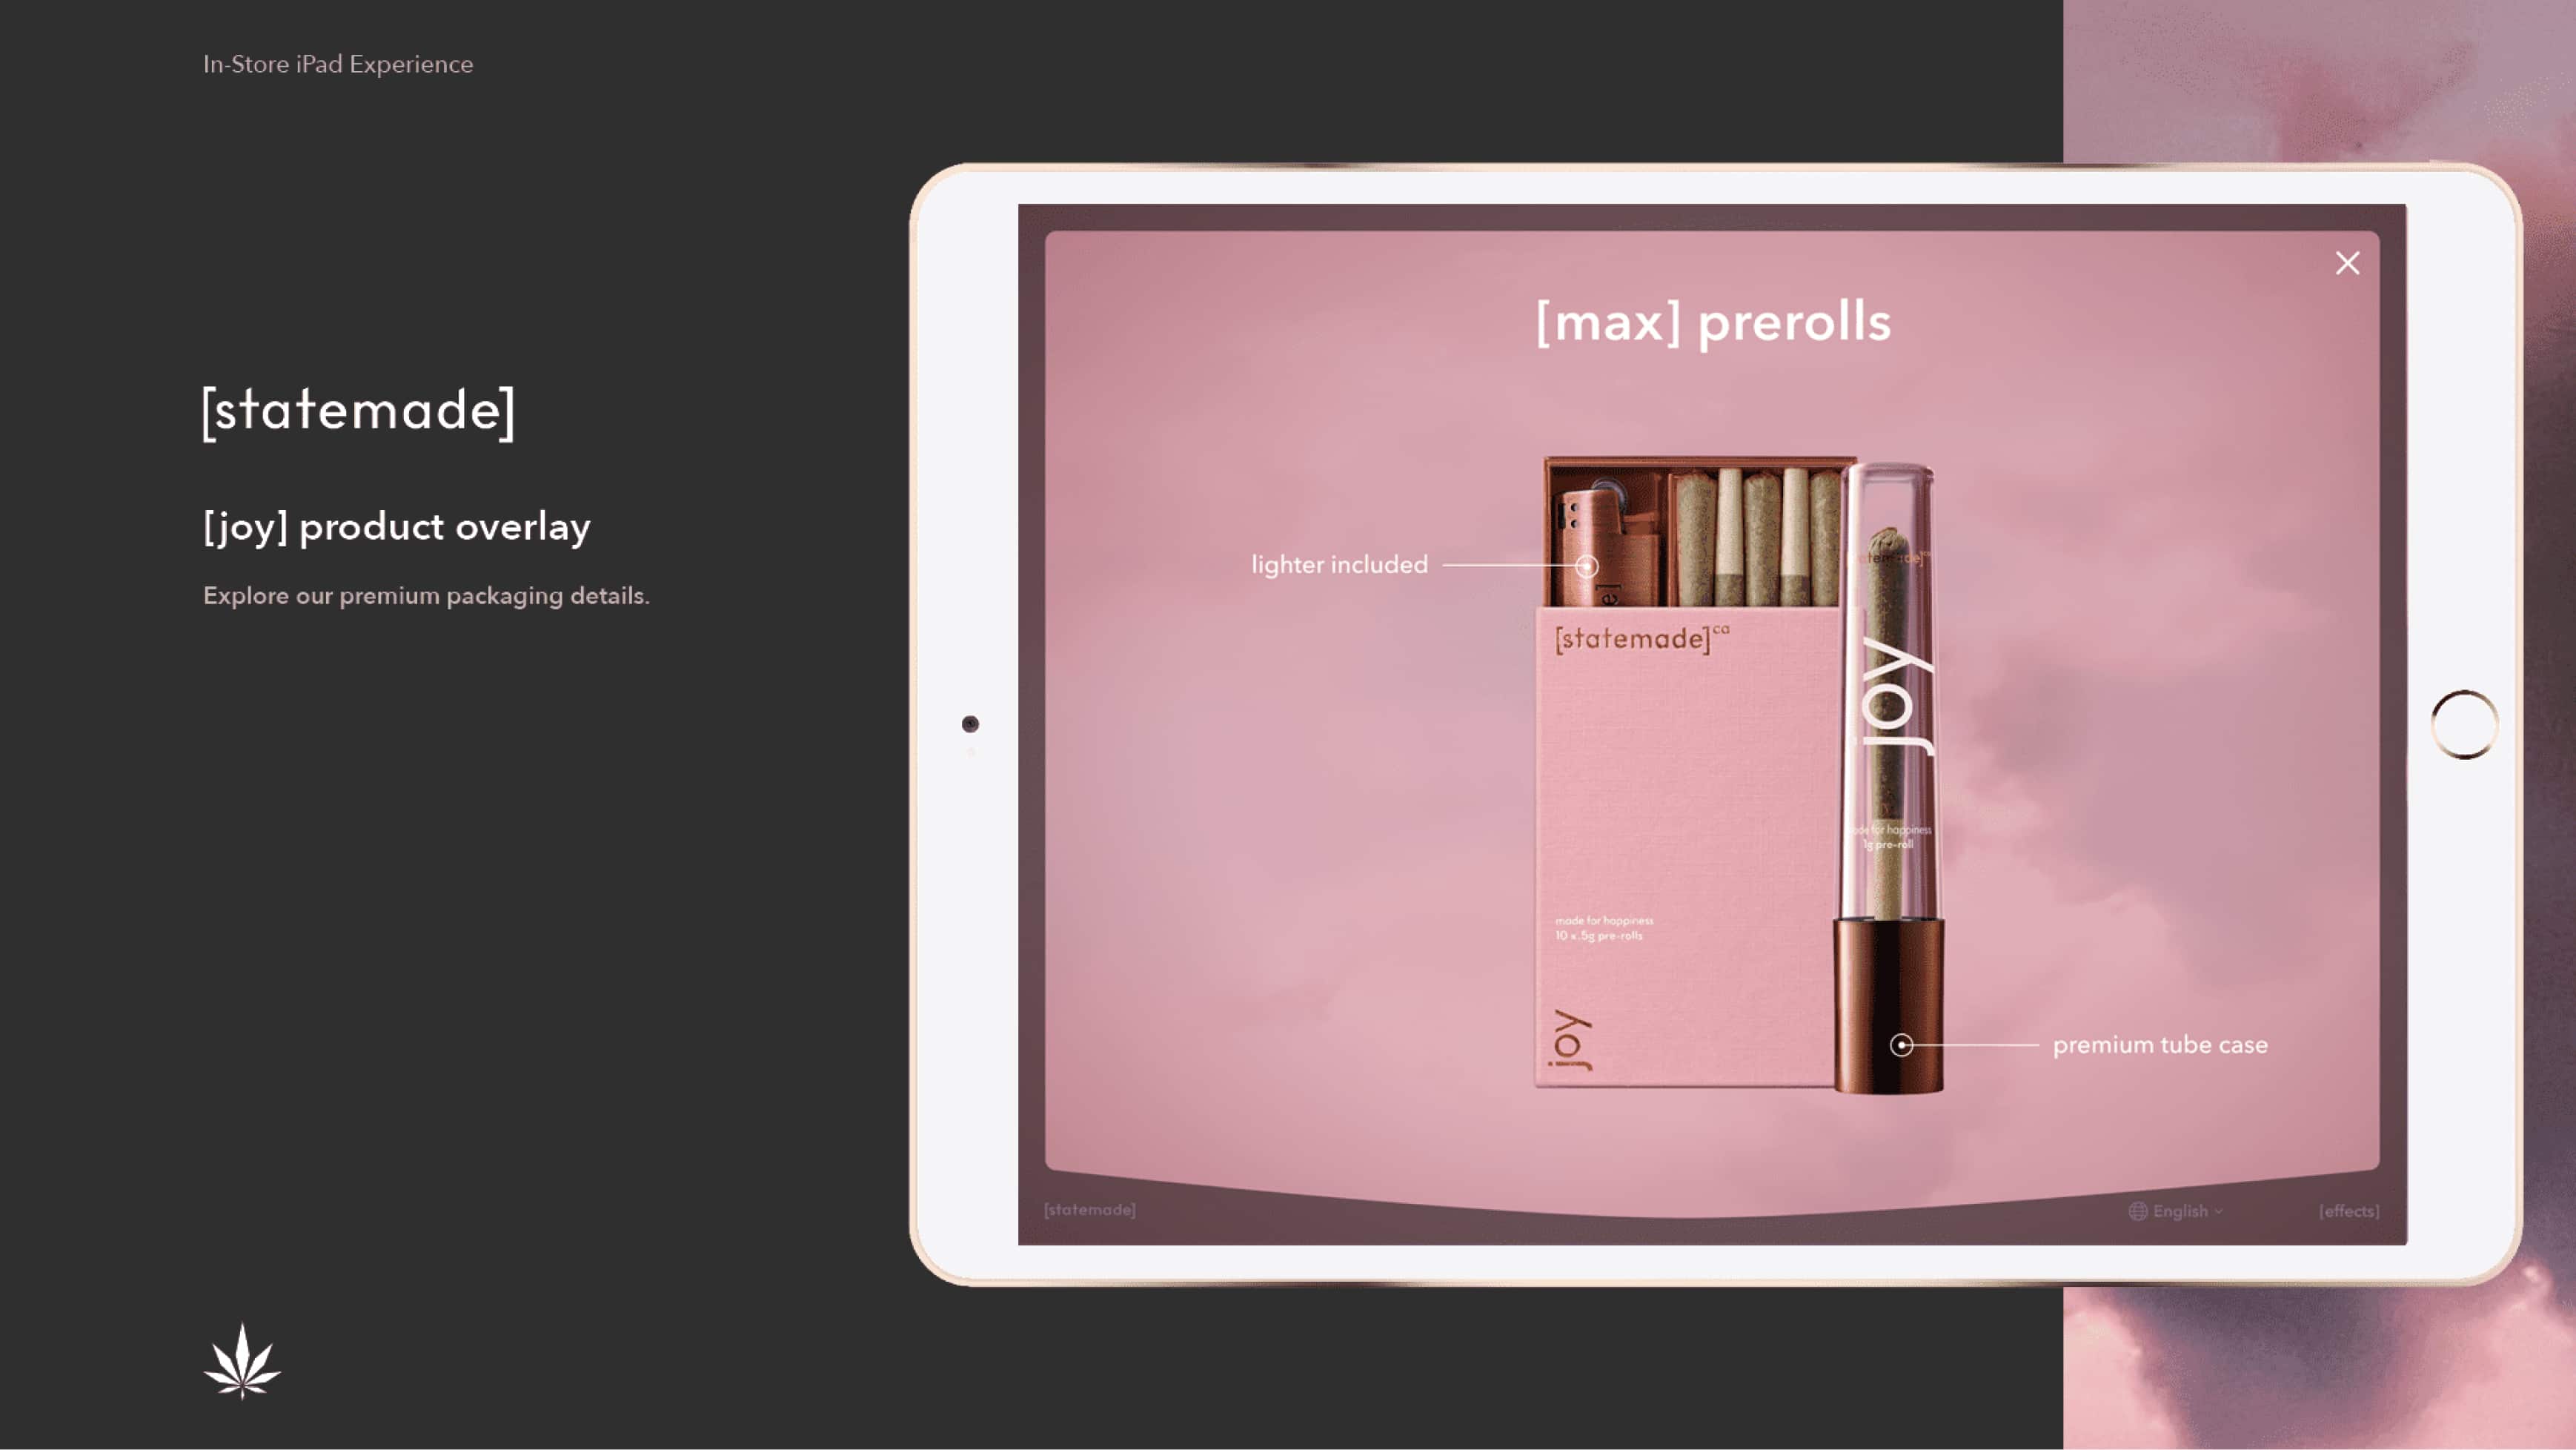 In-Store iPad Experience
[statemade]
[joy] product overlay
Explore our premium packaging details.
[max] prerolls
lighter included
e]
[statemade]ca
made for happiness
10 x .5g pre-rolls
joy
joy
for happiness
1g pre-roll
premium tube case
[statemade]
English
[effects]